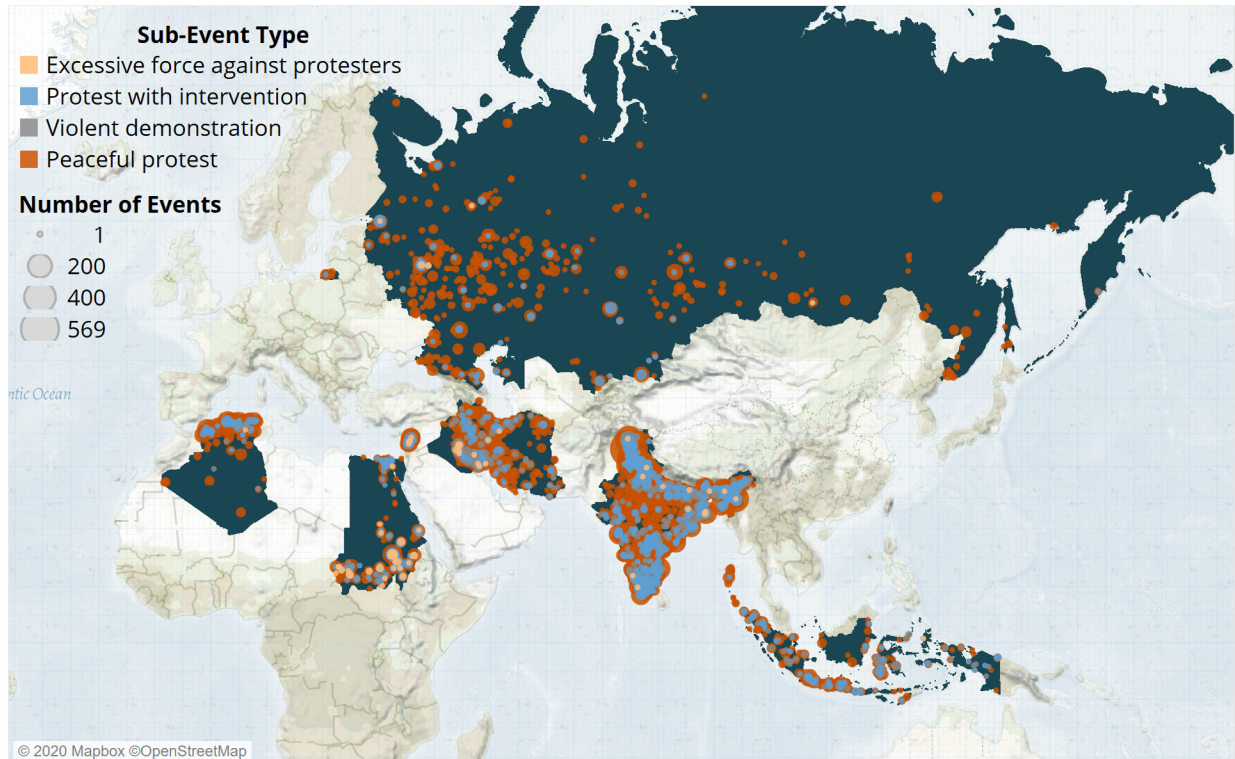 Sub-Event Type
Excessive force against protesters
Protest with intervention
Violent demonstration
Peaceful protest
Number of Events
1
200
400
569
ntic Ocean
© 2020 Mapbox ©OpenStreetMap